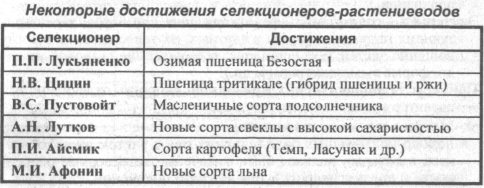 Некоторые достижения селекционеров-растениеводов
Селекционер Достижения
П.П. Лукьяненко Озимая пшеница Безостая 1
Н.В. Цицин Пшеница тритикале (гибрид пшеницы и ржи)
В.С. Пустовойт Масленичные сорта подсолнечника
А.Н. Лутков Новые сорта свеклы с высокой сахаристостью
П.И. Айсмик Сорта картофеля (Темп, Ласунак и др.)
М.И. Афонин Новые сорта льна